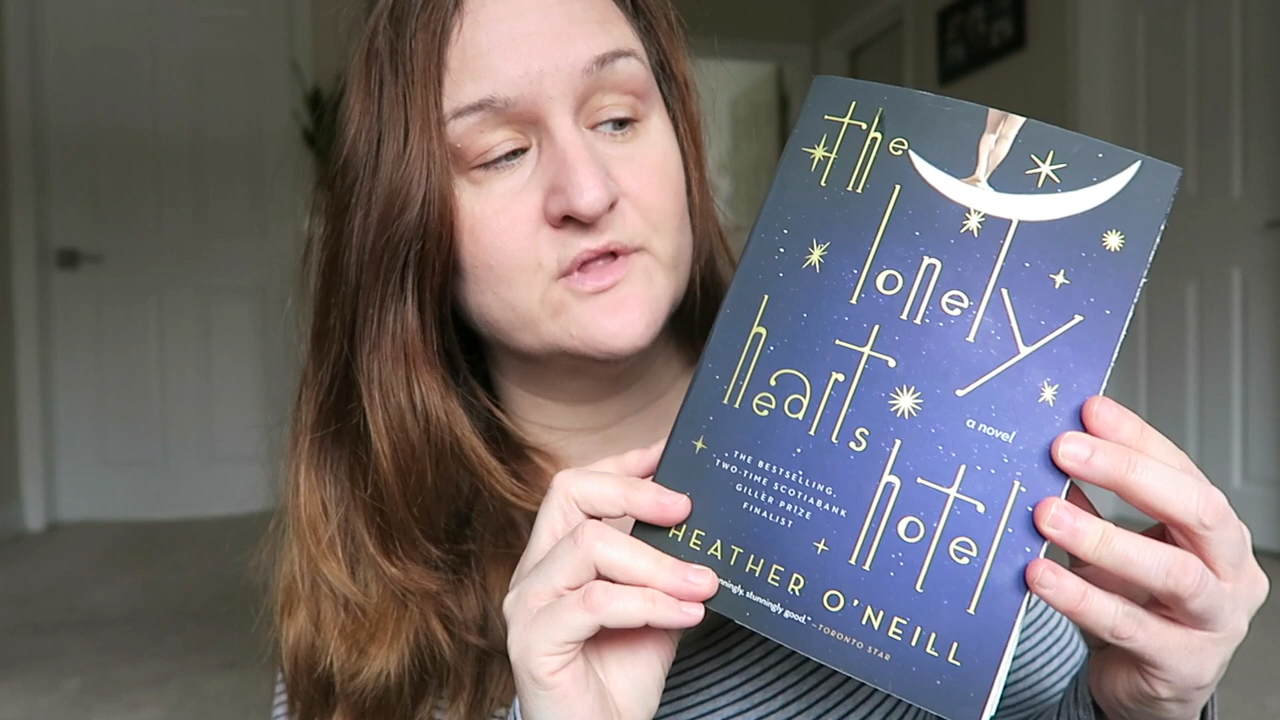 the
lonely
hearts
hotel
a novel
THE BESTSELLING,
TWO-TIME SCOTIABANK
GILLER PRIZE
FINALIST
HEATHER O'NEILL
stunningly good." —TORONTO STAR